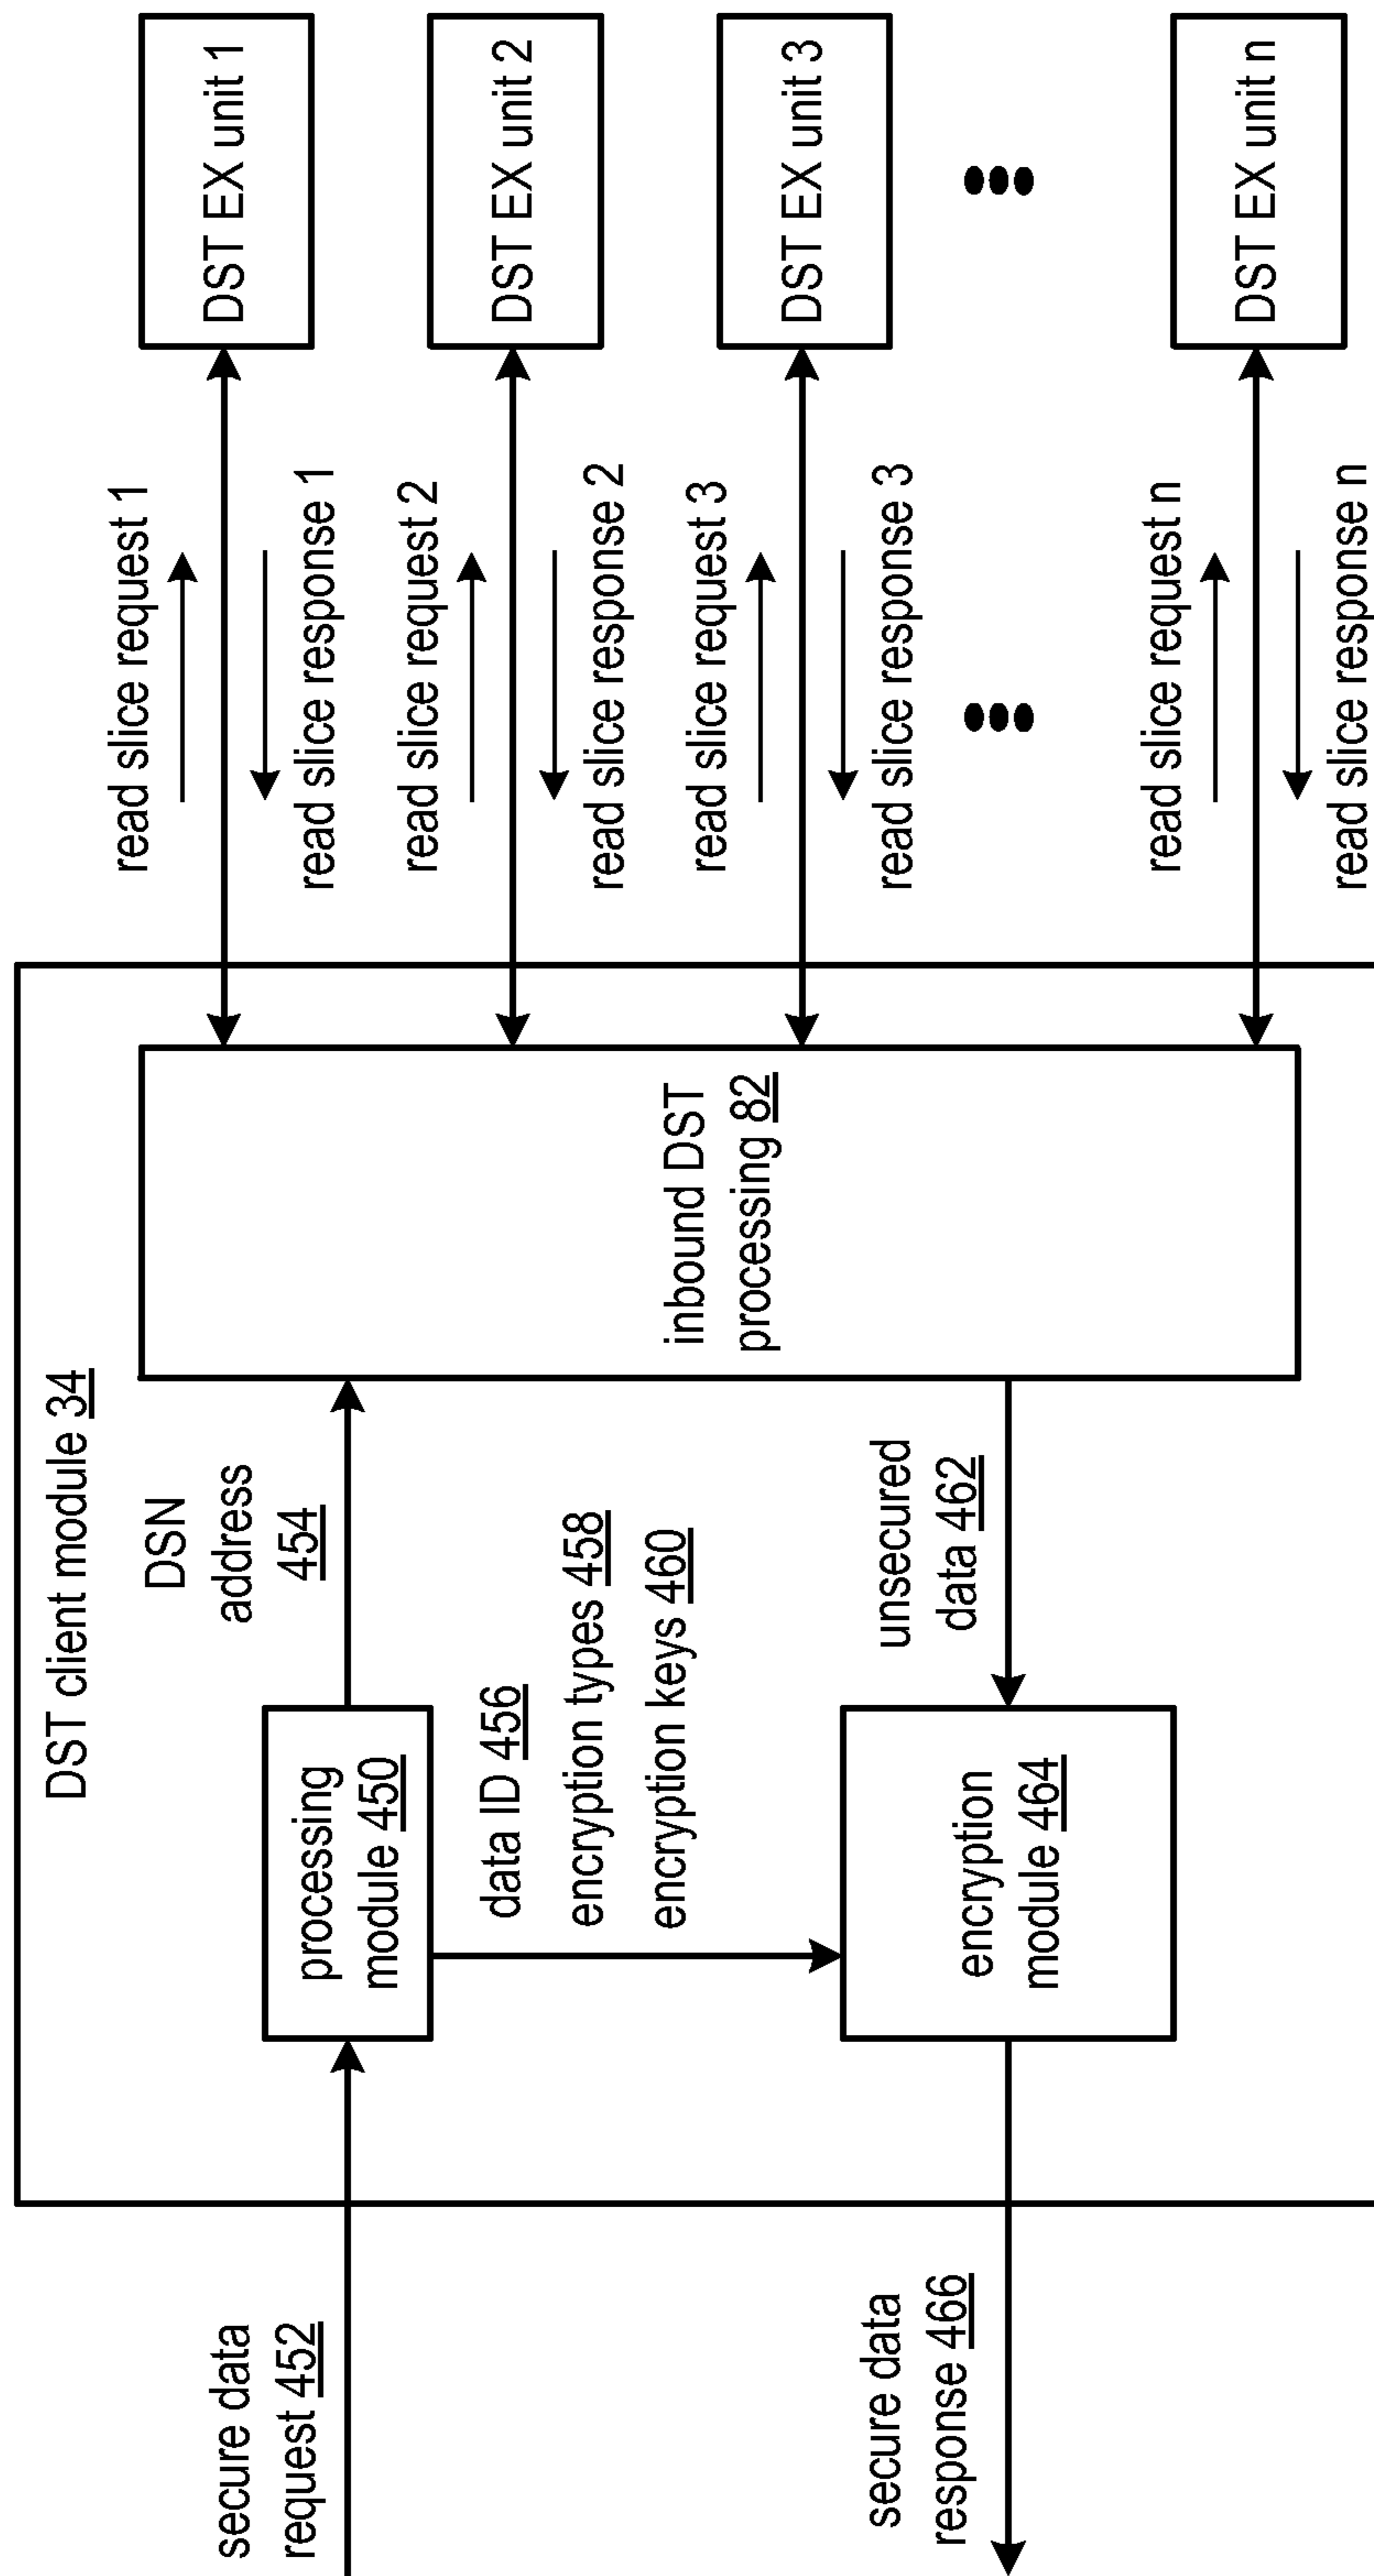 DST client module 34
secure data
request 452
processing
module 450
DSN
address
454
data ID 456
encryption types 458
encryption keys 460
inbound DST
processing 82
unsecured
data 462
encryption
module 464
secure data
response 466
read slice request 1
read slice response 1
DST EX unit 1
read slice request 2
read slice response 2
DST EX unit 2
read slice request 3
read slice response 3
DST EX unit 3
read slice request n
read slice response n
DST EX unit n